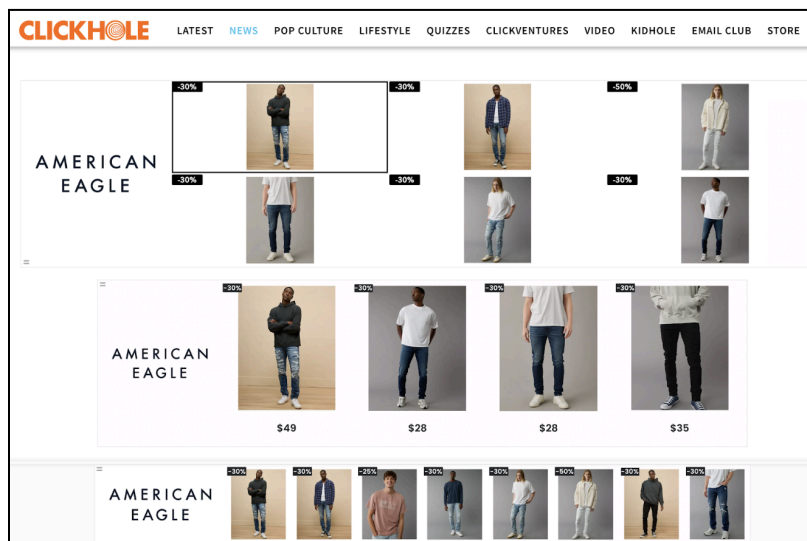 CLICKHOLE LATEST NEWS POP CULTURE LIFESTYLE QUIZZES CLICKVENTURES VIDEO KIDHOLE EMAIL CLUB STORE
-30% -30% -50%
AMERICAN
EAGLE
-30% -30% -30%
-30% -30% -30% -30%
AMERICAN
EAGLE
$49 $28 $28 $35
-30% -30% -25% -30% -30% -50% -30% -30%
AMERICAN
EAGLE